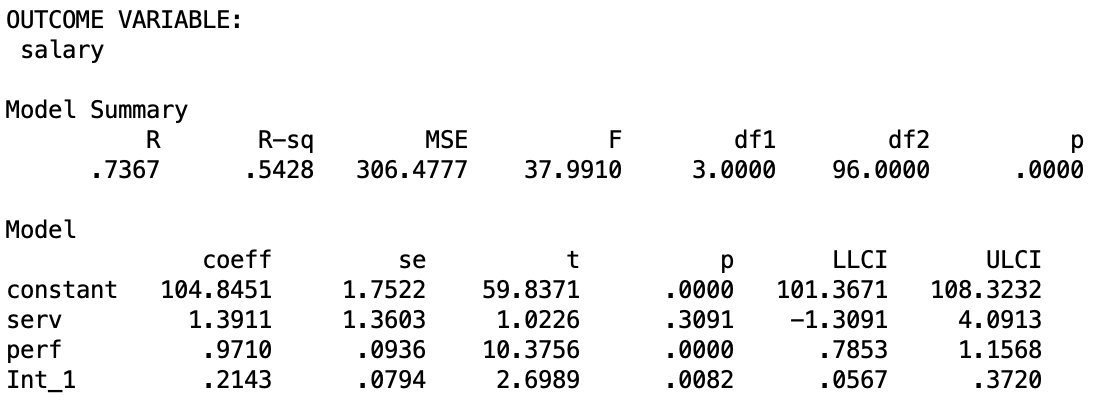 OUTCOME VARIABLE:
salary
Model Summary
R R-sq MSE F df1 df2 p
.7367 .5428 306.4777 37.9910 3.0000 96.0000 .0000
Model
coeff se t p LLCI ULCI
constant 104.8451 1.7522 59.8371 .0000 101.3671 108.3232
serv 1.3911 1.3603 1.0226 .3091 -1.3091 4.0913
perf .9710 .0936 10.3756 .0000 .7853 1.1568
Int_1 .2143 .0794 2.6989 .0082 .0567 .3720